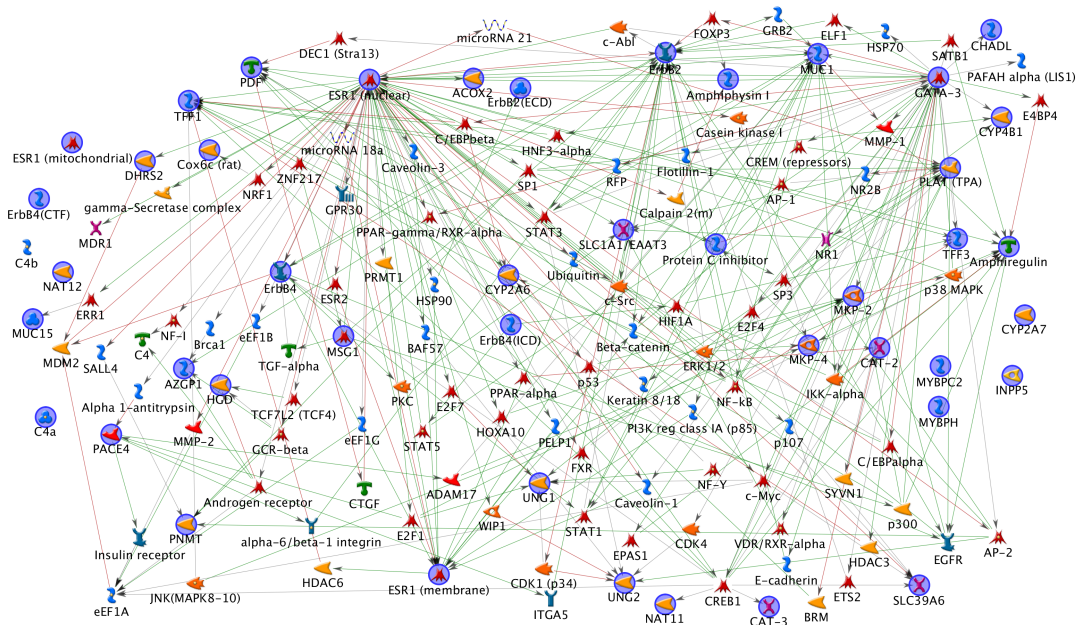 microRNA 21
c-Abl
FOXP3
GRB2
ELF1
HSP70
SATB1
CHADL
DEC1 (Stra13)
PDF
ESR1 (nuclear)
ACOX2
ErbB2(ECD)
ErbB2
Amphiphysin I
MUC1
GATA-3
PAFAH alpha (LIS1)
E4BP4
TFF1
CYP4B1
C/EBPbeta
Casein kinase I
MMP-1
HNF3-alpha
microRNA 18a
ESR1 (mitochondrial)
DHRS2
Cox6c (rat)
ZNF217
Caveolin-3
CREM (repressors)
NRF1
SP1
RFP
Flotillin-1
NR2B
PLAT (TPA)
AP-1
gamma-Secretase complex
GPR30
Calpain 2(m)
ErbB4(CTF)
PPAR-gamma/RXR-alpha
STAT3
SLC1A1/EAAT3
MDR1
Protein C inhibitor
NR1
TFF3
Amphiregulin
C4b
NAT12
PRMT1
Ubiquitin
ErbB4
CYP2A6
HSP90
ESR2
c-Src
SP3
p38 MAPK
MKP-2
ERR1
HIF1A
E2F4
CYP2A7
MUC15
NF-I
Brca1
eEF1B
MSG1
BAF57
ErbB4(ICD)
Beta-catenin
C4
MDM2
SALL4
TGF-alpha
ERK1/2
MKP-4
CAT-2
AZGP1
p53
PPAR-alpha
IKK-alpha
MYBPC2
INPP5
HGD
Alpha 1-antitrypsin
PKC
E2F7
Keratin 8/18
NF-kB
TCF7L2 (TCF4)
C4a
HOXA10
PI3K reg class IA (p85)
MYBPH
PACE4
MMP-2
eEF1G
PELP1
p107
GCR-beta
STAT5
FXR
C/EBPalpha
Androgen receptor
CTGF
ADAM17
UNG1
NF-Y
c-Myc
SYVN1
Caveolin-1
WIP1
p300
PNMT
E2F1
STAT1
Insulin receptor
alpha-6/beta-1 integrin
EPAS1
CDK4
VDR/RXR-alpha
HDAC3
EGFR
AP-2
HDAC6
ESR1 (membrane)
CDK1 (p34)
E-cadherin
JNK(MAPK8-10)
eEF1A
ITGA5
UNG2
CREB1
ETS2
SLC39A6
NAT11
CAT-3
BRM